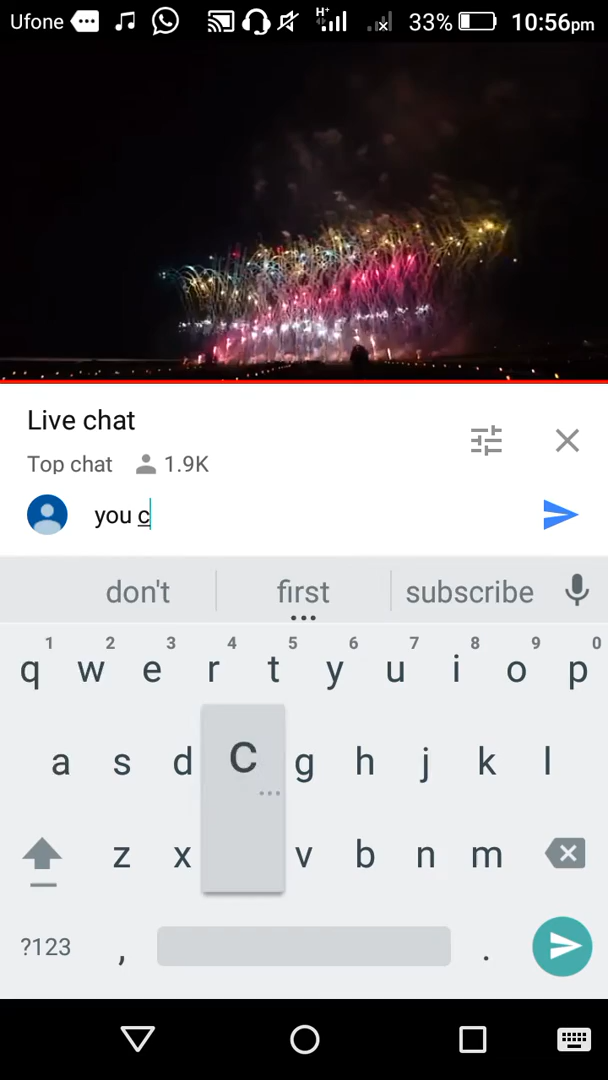 Ufone H+ 33% 10:56pm
Live chat
Top chat 1.9K
you c
don't first subscribe
1 2 3 4 5 6 7 8 9 0
q w e r t y u i o p
a s d c g h j k l
z x v b n m
?123 , .